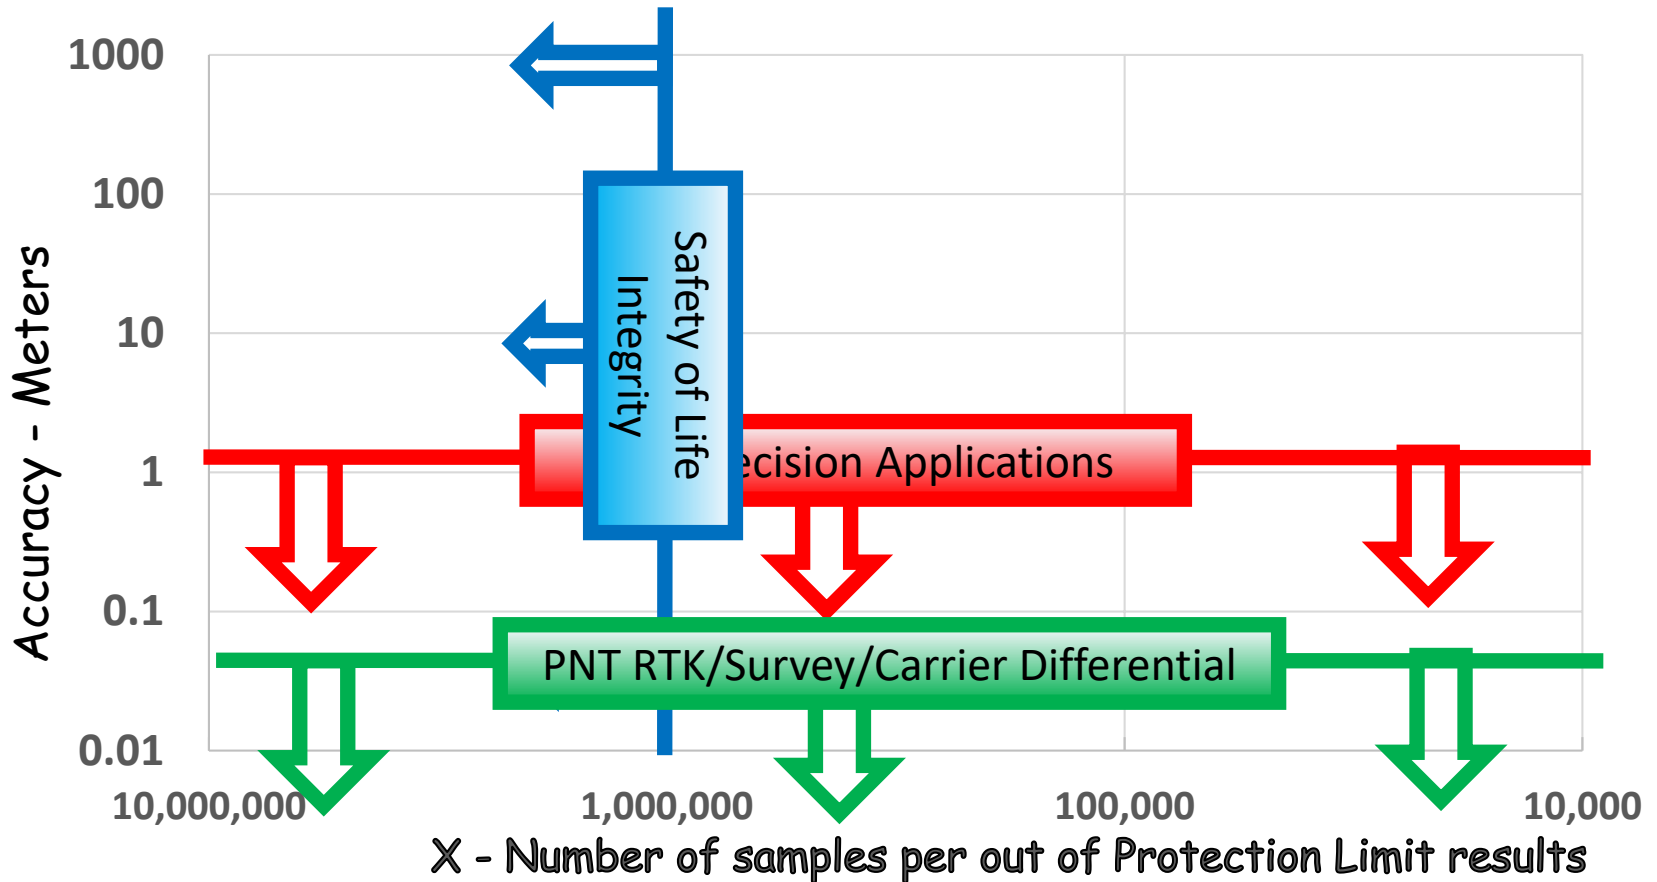 1000
100
10
1
0.1
0.01
Accuracy - Meters
Safety of Life
Integrity
Applications
PNT RTK/Survey/Carrier Differential
10,000,000
1,000,000
100,000
10,000
X - Number of samples per out of Protection Limit results